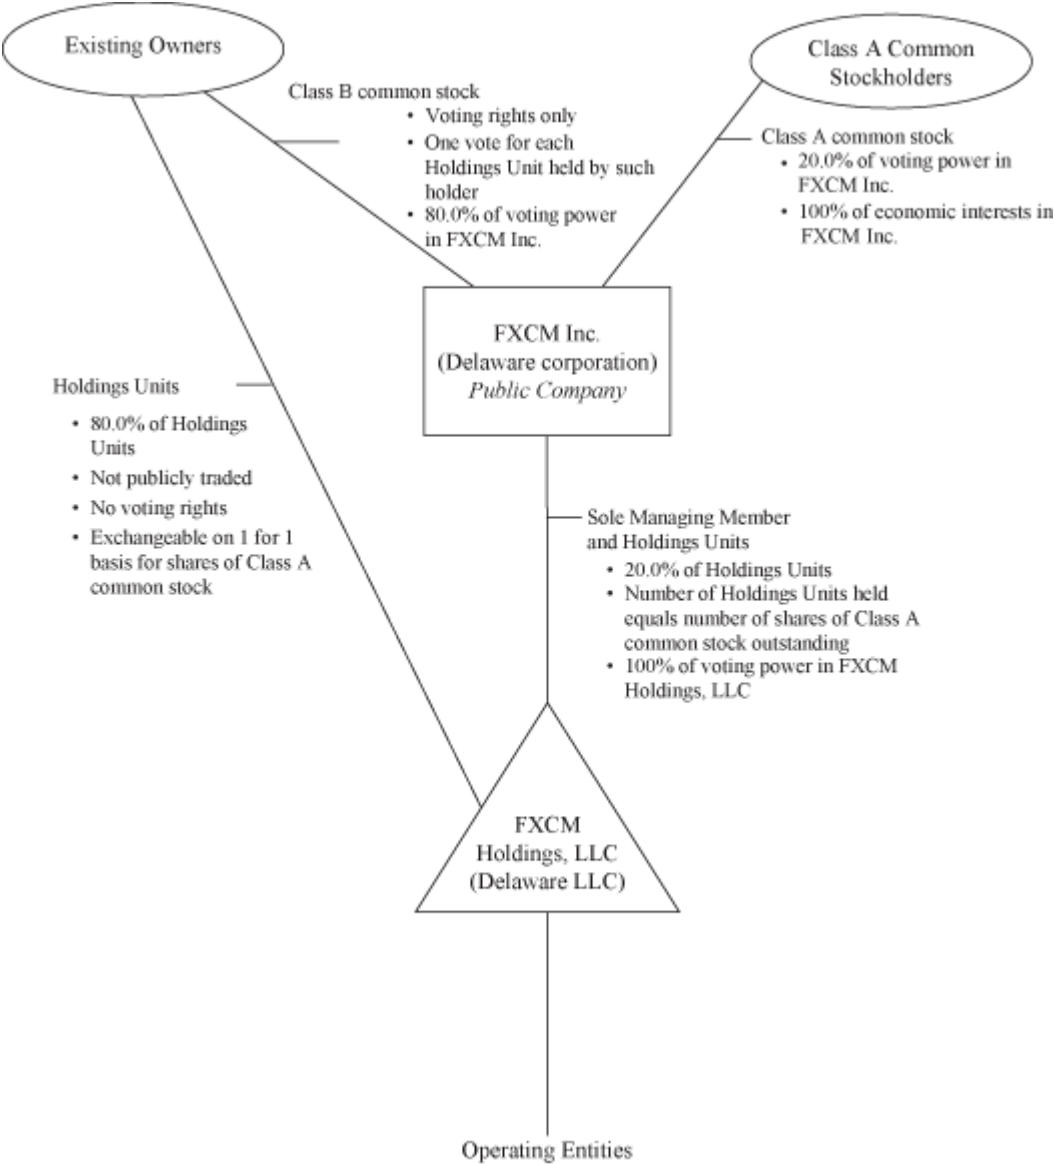 Existing Owners
Class A Common
Stockholders
Class B common stock
• Voting rights only
• One vote for each
Holdings Unit held by such
holder
• 80.0% of voting power
in FXCM Inc.
Class A common stock
• 20.0% of voting power in
FXCM Inc.
• 100% of economic interests in
FXCM Inc.
FXCM Inc.
(Delaware corporation)
Public Company
Holdings Units
• 80.0% of Holdings
Units
• Not publicly traded
• No voting rights
• Exchangeable on 1 for 1
basis for shares of Class A
common stock
Sole Managing Member
and Holdings Units
• 20.0% of Holdings Units
• Number of Holdings Units held
equals number of shares of Class A
common stock outstanding
• 100% of voting power in FXCM
Holdings, LLC
FXCM
Holdings, LLC
(Delaware LLC)
Operating Entities